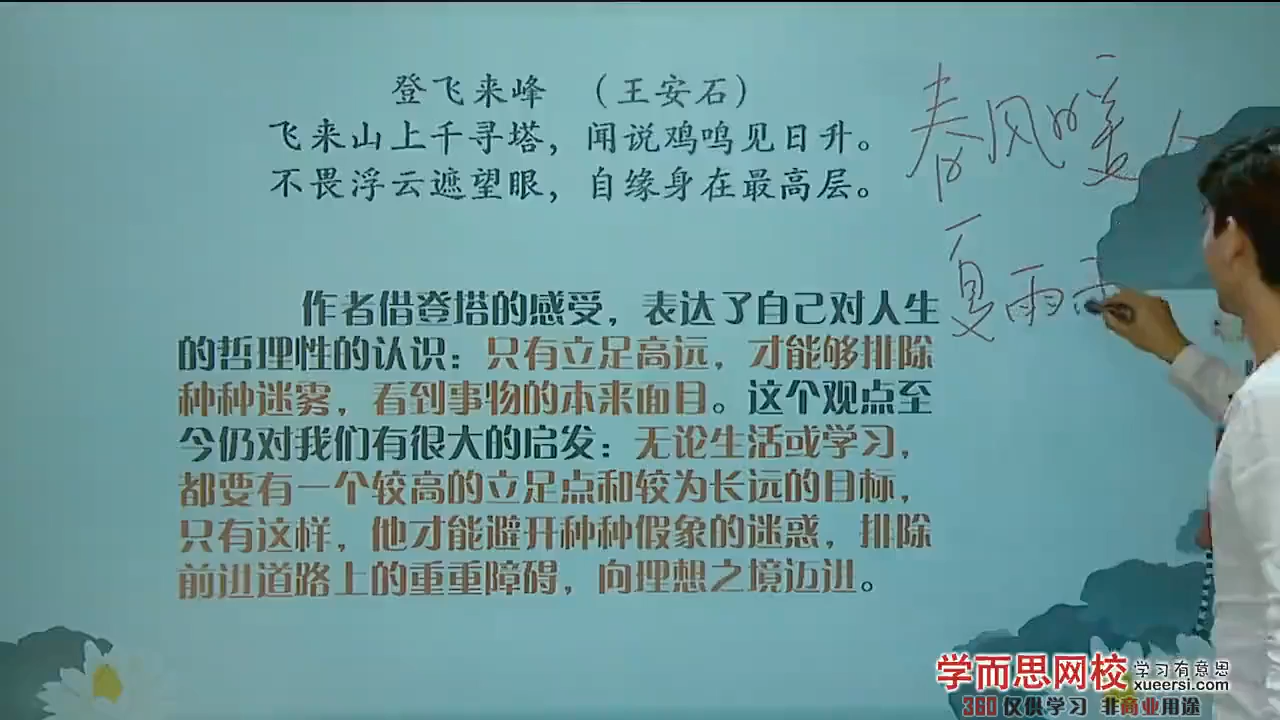 登飞来峰 （王安石）
飞来山上千寻塔，闻说鸡鸣见日升。
不畏浮云遮望眼，自缘身在最高层。
春风暖人
夏雨
作者借登塔的感受，表达了自己对人生
的哲理性的认识：只有立足高远，才能够排除
种种迷雾，看到事物的本来面目。这个观点至
今仍对我们有很大的启发：无论生活或学习，
都要有一个较高的立足点和较为长远的目标，
只有这样，他才能避开种种假象的迷惑，排除
前进道路上的重重障碍，向理想之境迈进。
学而思网校 学习有意思
xueersi.com
360 仅供学习 非商业用途